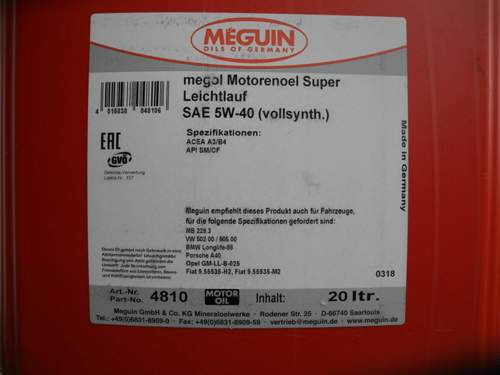 MEGUIN
OILS OF GERMANY
megol Motorenoel Super
Leichtlauf
SAE 5W-40 (vollsynth.)
4 015838 048106
EAC
GVÖ
Spezifikationen:
ACEA A3/B4
API SM/CF
Made in Germany
Meguin empfiehlt dieses Produkt auch für Fahrzeuge,
für die folgende Spezifikationen gefordert sind:
MB 229.3
VW 502 00 / 505 00
BMW Longlife-98
Porsche A40
Opel GM-LL-B-025
Fiat 9.55535-H2, Fiat 9.55535-M2
0318
Art.-Nr.
Part-No.
4810
MOTOR
OIL
Inhalt:
20 ltr.
Meguin GmbH & Co. KG Mineraloelwerke · Rodener Str. 25 · D-66740 Saarlouis
Tel.: +49(0)6831-8909-0 · Fax: +49(0)6831-8909-59 · vertrieb@meguin.de · www.meguin.de